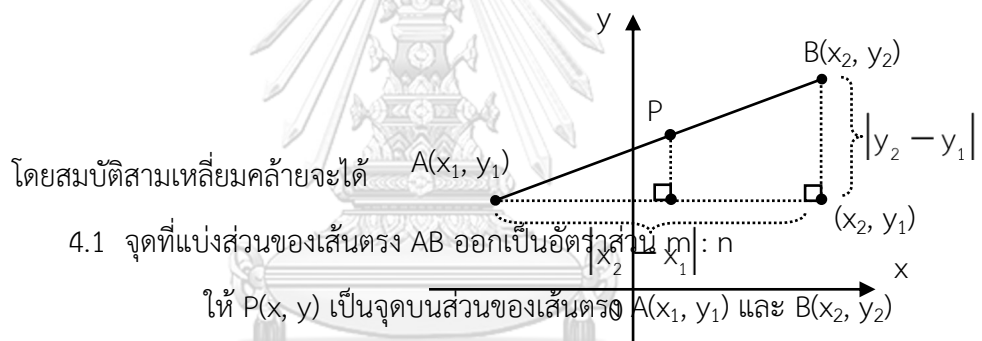 y
B(x₂, y₂)
P
|y₂ − y₁|
A(x₁, y₁)
โดยสมบัติสามเหลี่ยมคล้ายจะได้
(x₂, y₁)
4.1 จุดที่แบ่งส่วนของเส้นตรง AB ออกเป็นอัตราส่วน m : n
|x₂ − x₁|
x
ให้ P(x, y) เป็นจุดบนส่วนของเส้นตรง A(x₁, y₁) และ B(x₂, y₂)
0